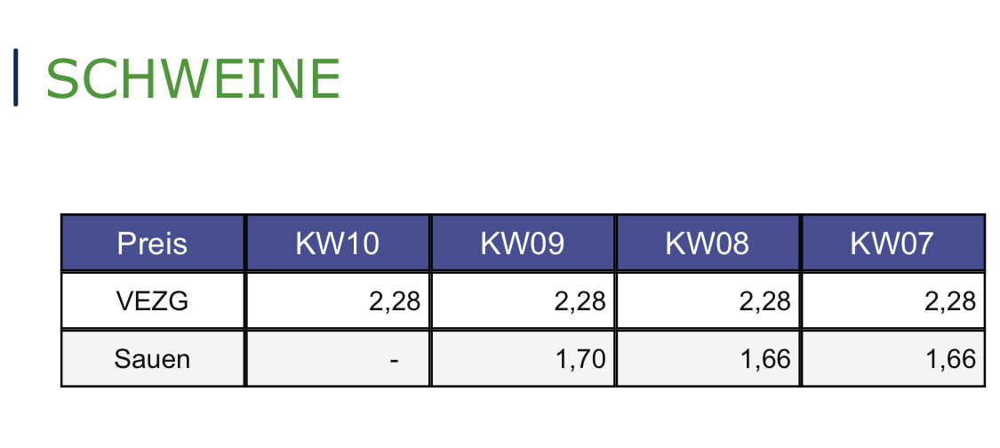 SCHWEINE
Preis KW10 KW09 KW08 KW07
VEZG 2,28 2,28 2,28 2,28
Sauen - 1,70 1,66 1,66